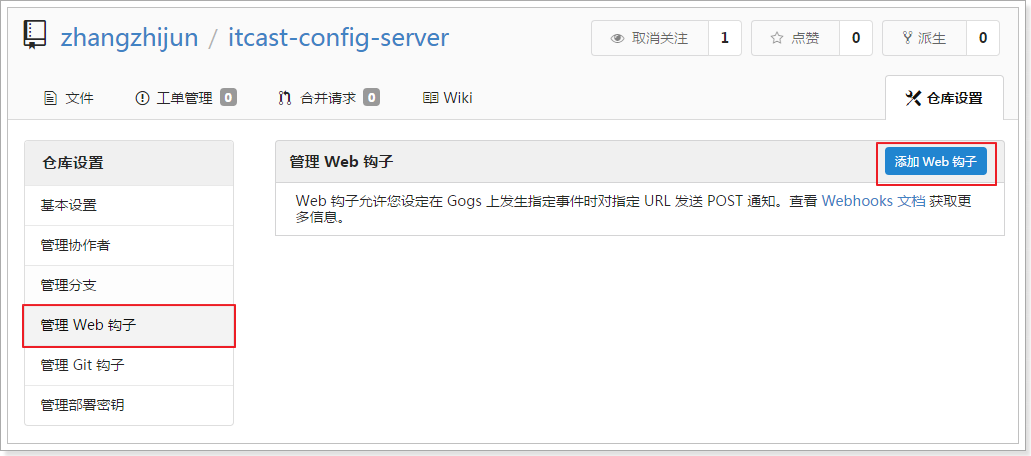 zhangzhijun / itcast-config-server
取消关注 1 点赞 0 派生 0
文件 工单管理 0 合并请求 0 Wiki 仓库设置
仓库设置
基本设置
管理协作者
管理分支
管理 Web 钩子
管理 Git 钩子
管理部署密钥
管理 Web 钩子 添加 Web 钩子
Web 钩子允许您设定在 Gogs 上发生指定事件时对指定 URL 发送 POST 通知。查看 Webhooks 文档 获取更
多信息。